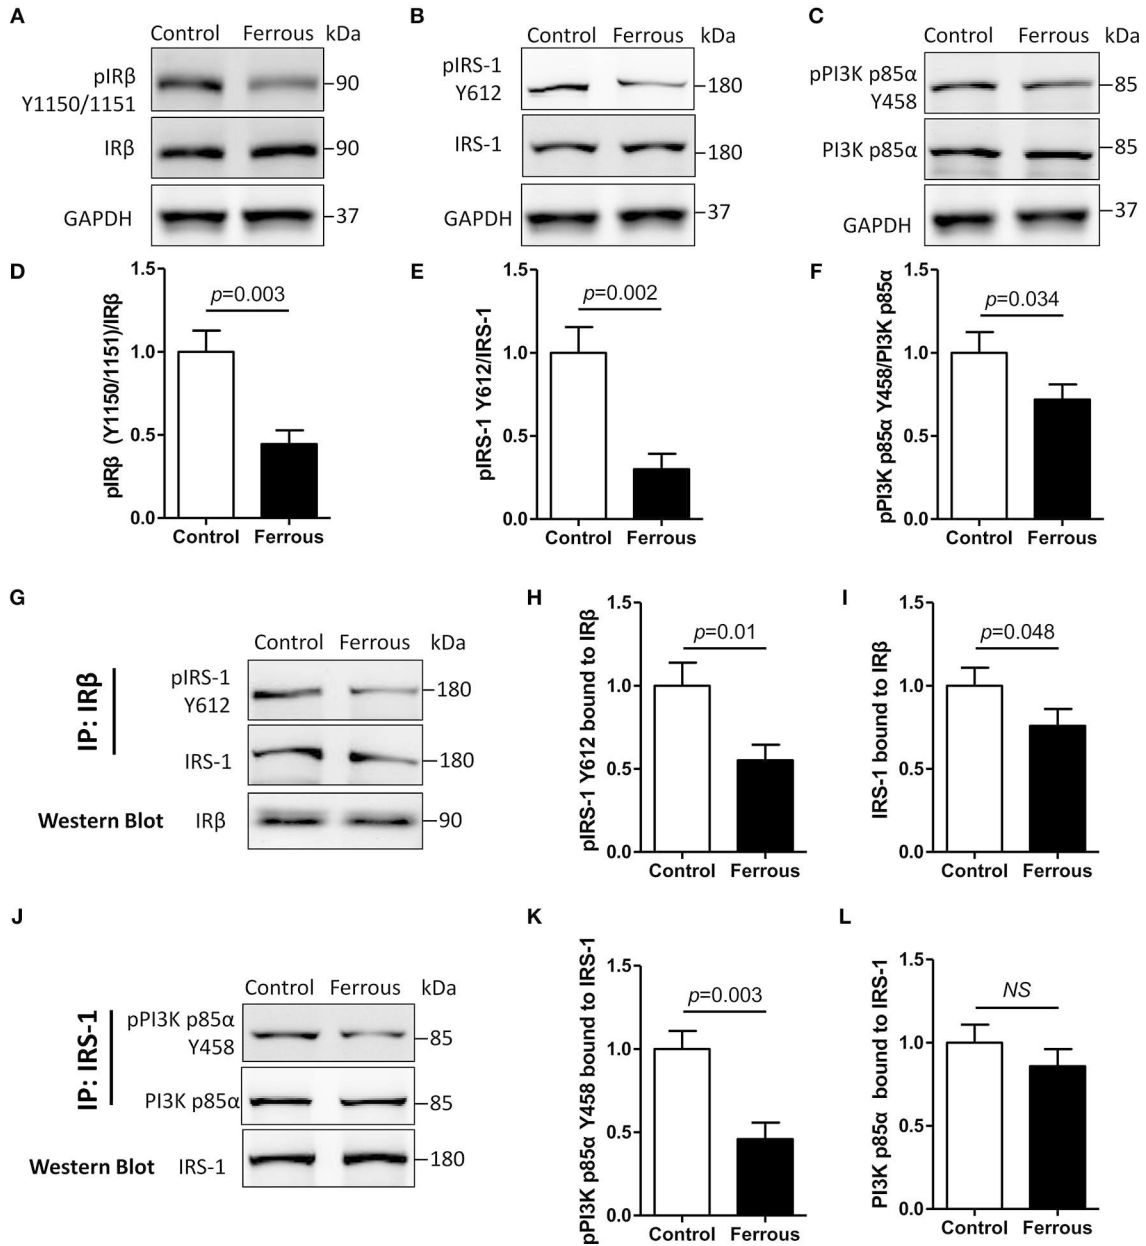 A
Control Ferrous kDa
pIRβ
Y1150/1151
90
IRβ
90
GAPDH
37
B
Control Ferrous kDa
pIRS-1
Y612
180
IRS-1
180
GAPDH
37
C
Control Ferrous kDa
pPI3K p85α
Y458
85
PI3K p85α
85
GAPDH
37
D
pIRβ (Y1150/1151)/IRβ
1.5
1.0
0.5
0.0
p=0.003
Control Ferrous
E
pIRS-1 Y612/IRS-1
1.5
1.0
0.5
0.0
p=0.002
Control Ferrous
F
pPI3K p85α Y458/PI3K p85α
1.5
1.0
0.5
0.0
p=0.034
Control Ferrous
G
IP: IRβ
Control Ferrous kDa
pIRS-1
Y612
180
IRS-1
180
Western Blot IRβ
90
H
pIRS-1 Y612 bound to IRβ
1.5
1.0
0.5
0.0
p=0.01
Control Ferrous
I
IRS-1 bound to IRβ
1.5
1.0
0.5
0.0
p=0.048
Control Ferrous
J
IP: IRS-1
Control Ferrous kDa
pPI3K p85α
Y458
85
PI3K p85α
85
Western Blot IRS-1
180
K
pPI3K p85α Y458 bound to IRS-1
1.5
1.0
0.5
0.0
p=0.003
Control Ferrous
L
PI3K p85α bound to IRS-1
1.5
1.0
0.5
0.0
NS
Control Ferrous